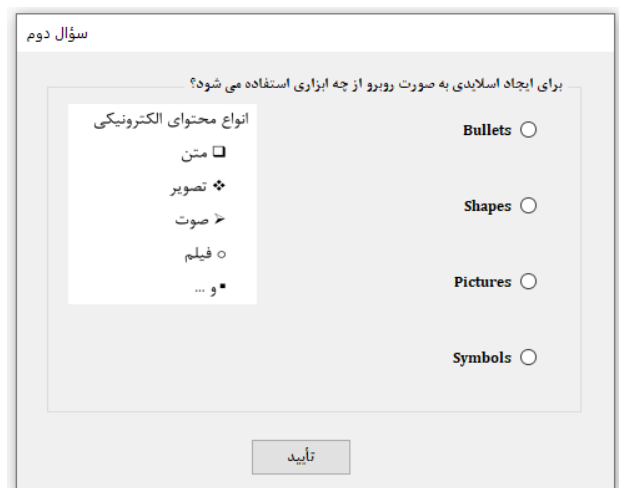 سؤال دوم
برای ایجاد اسلایدی به صورت روبرو از چه ابزاری استفاده می شود؟
Bullets
Shapes
Pictures
Symbols
انواع محتوای الکترونیکی
❑ متن
❖ تصویر
➢ صوت
○ فیلم
▪ و ...
تأیید